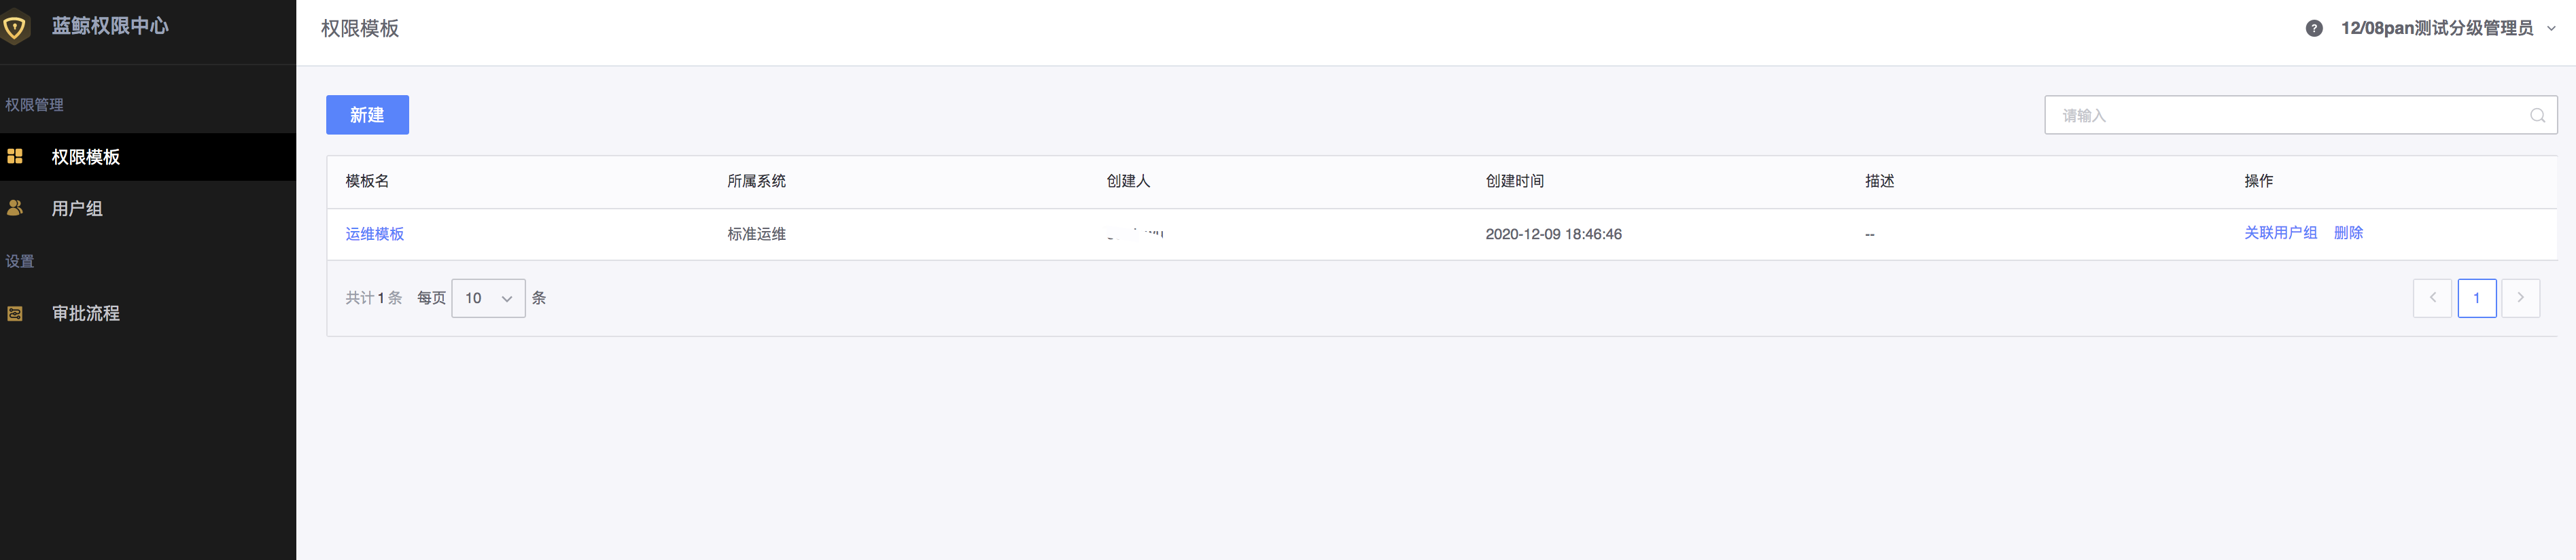 蓝鲸权限中心
权限模板
12/08pan测试分级管理员
权限管理
权限模板
用户组
设置
审批流程
新建
请输入
模板名 所属系统 创建人 创建时间 描述 操作
运维模板 标准运维 2020-12-09 18:46:46 -- 关联用户组 删除
共计1条 每页 10 条
1